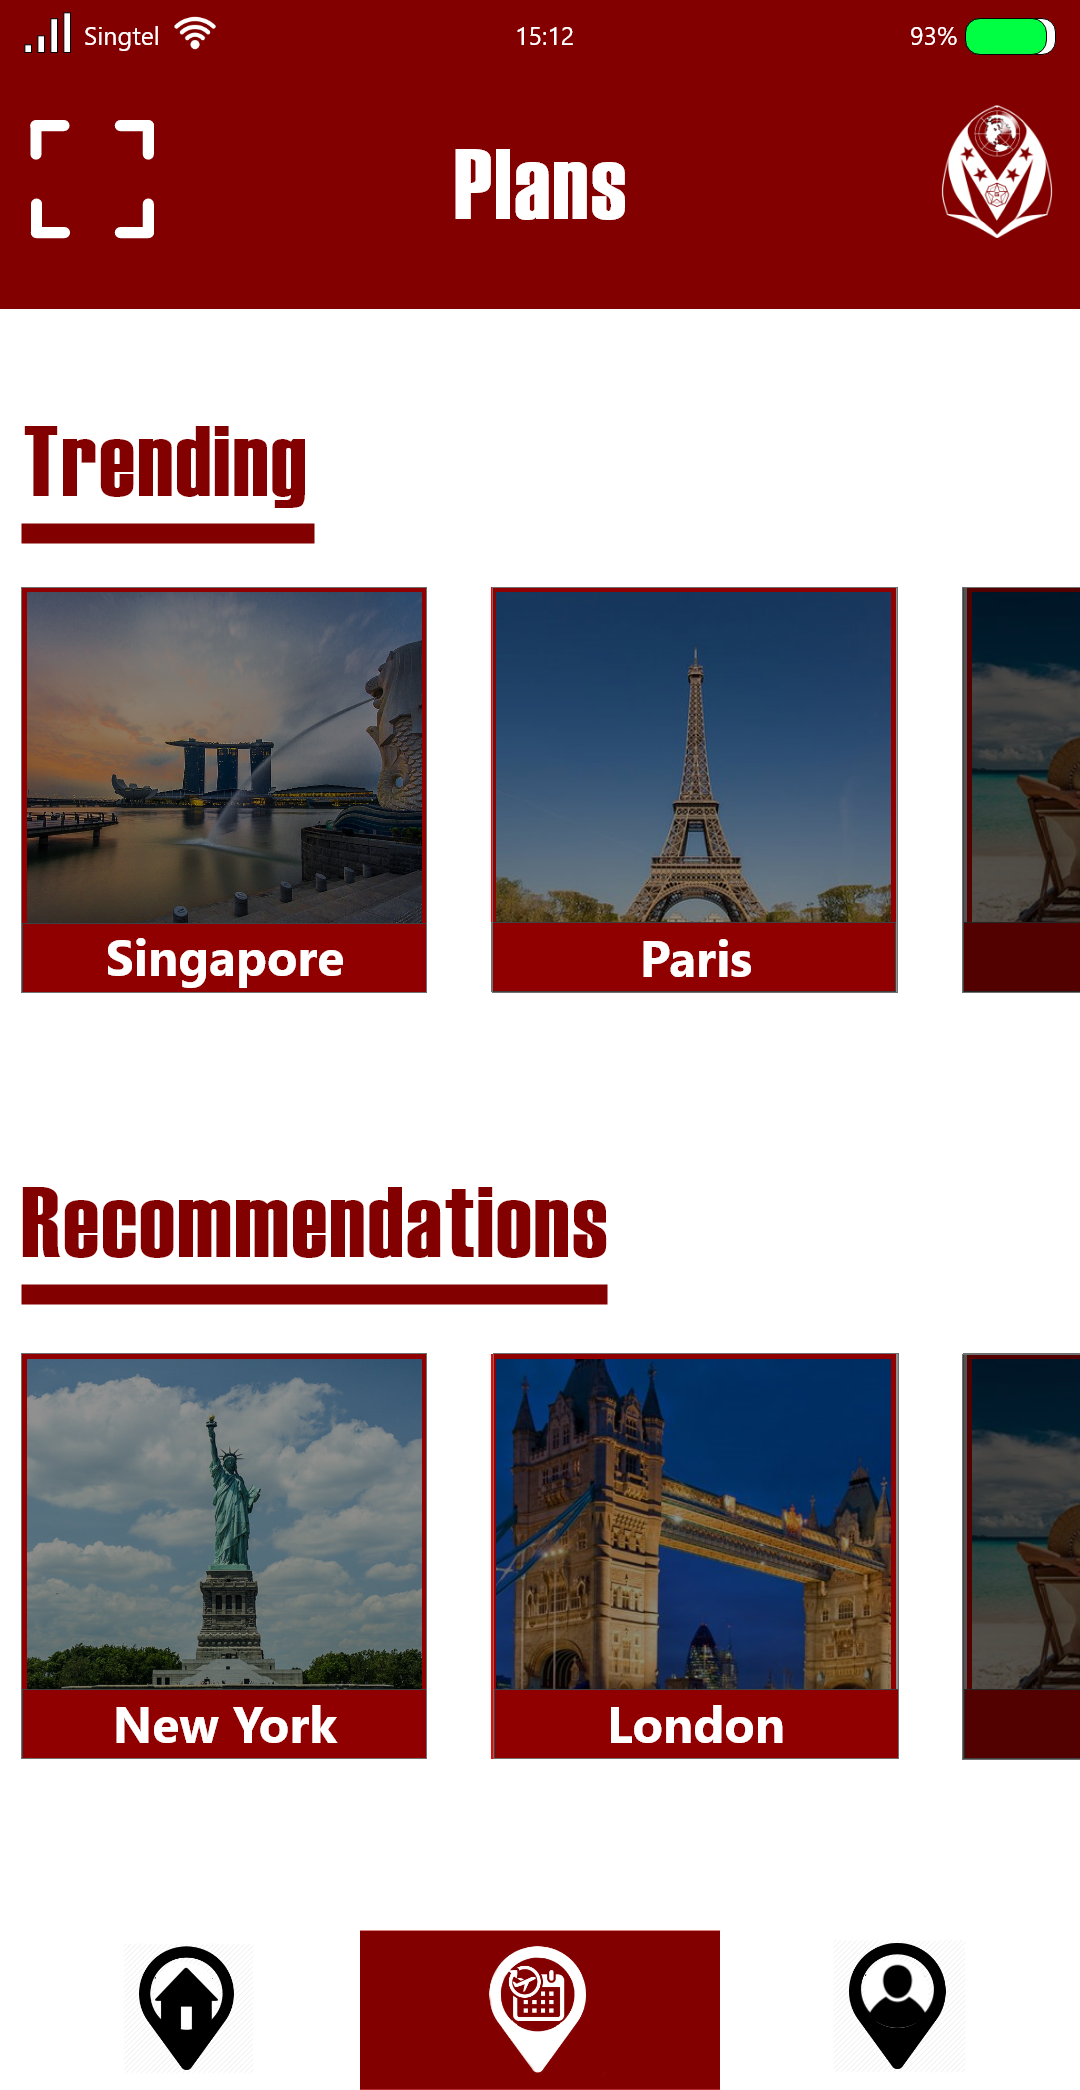 Singtel 15:12 93%
Plans
Trending
Singapore Paris
Recommendations
New York London